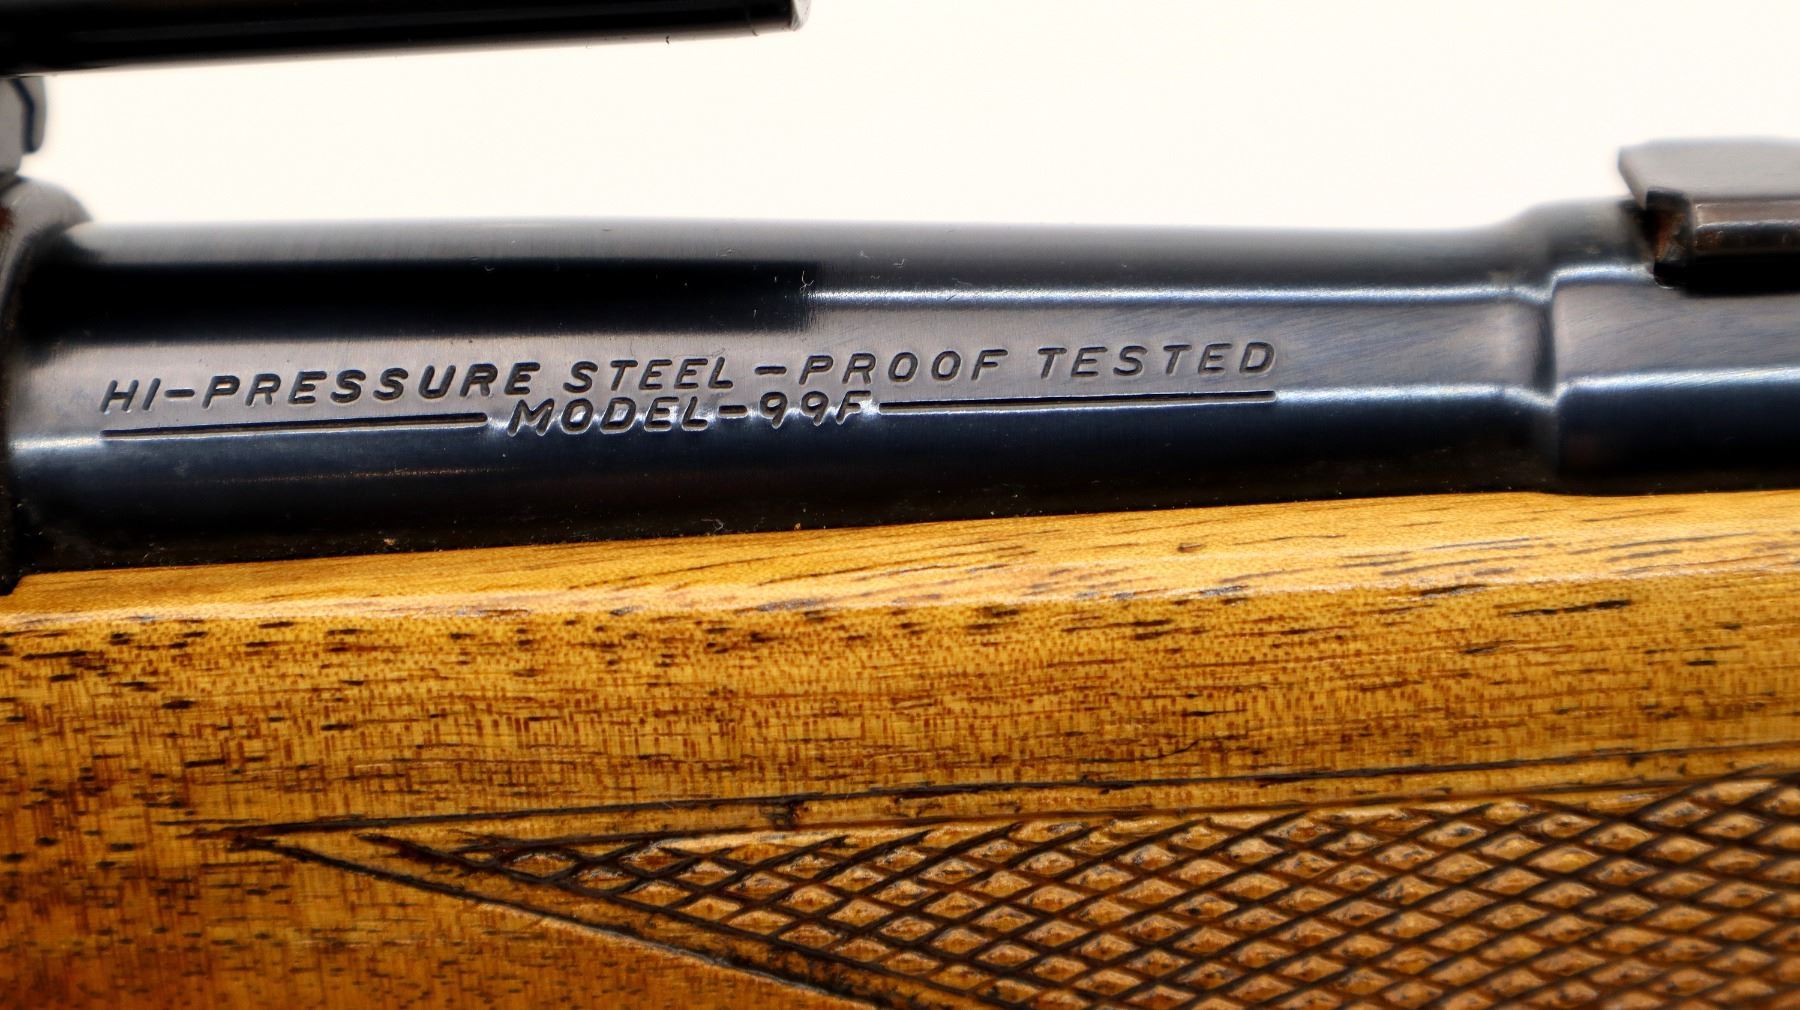 HI-PRESSURE STEEL-PROOF TESTED
MODEL-99F